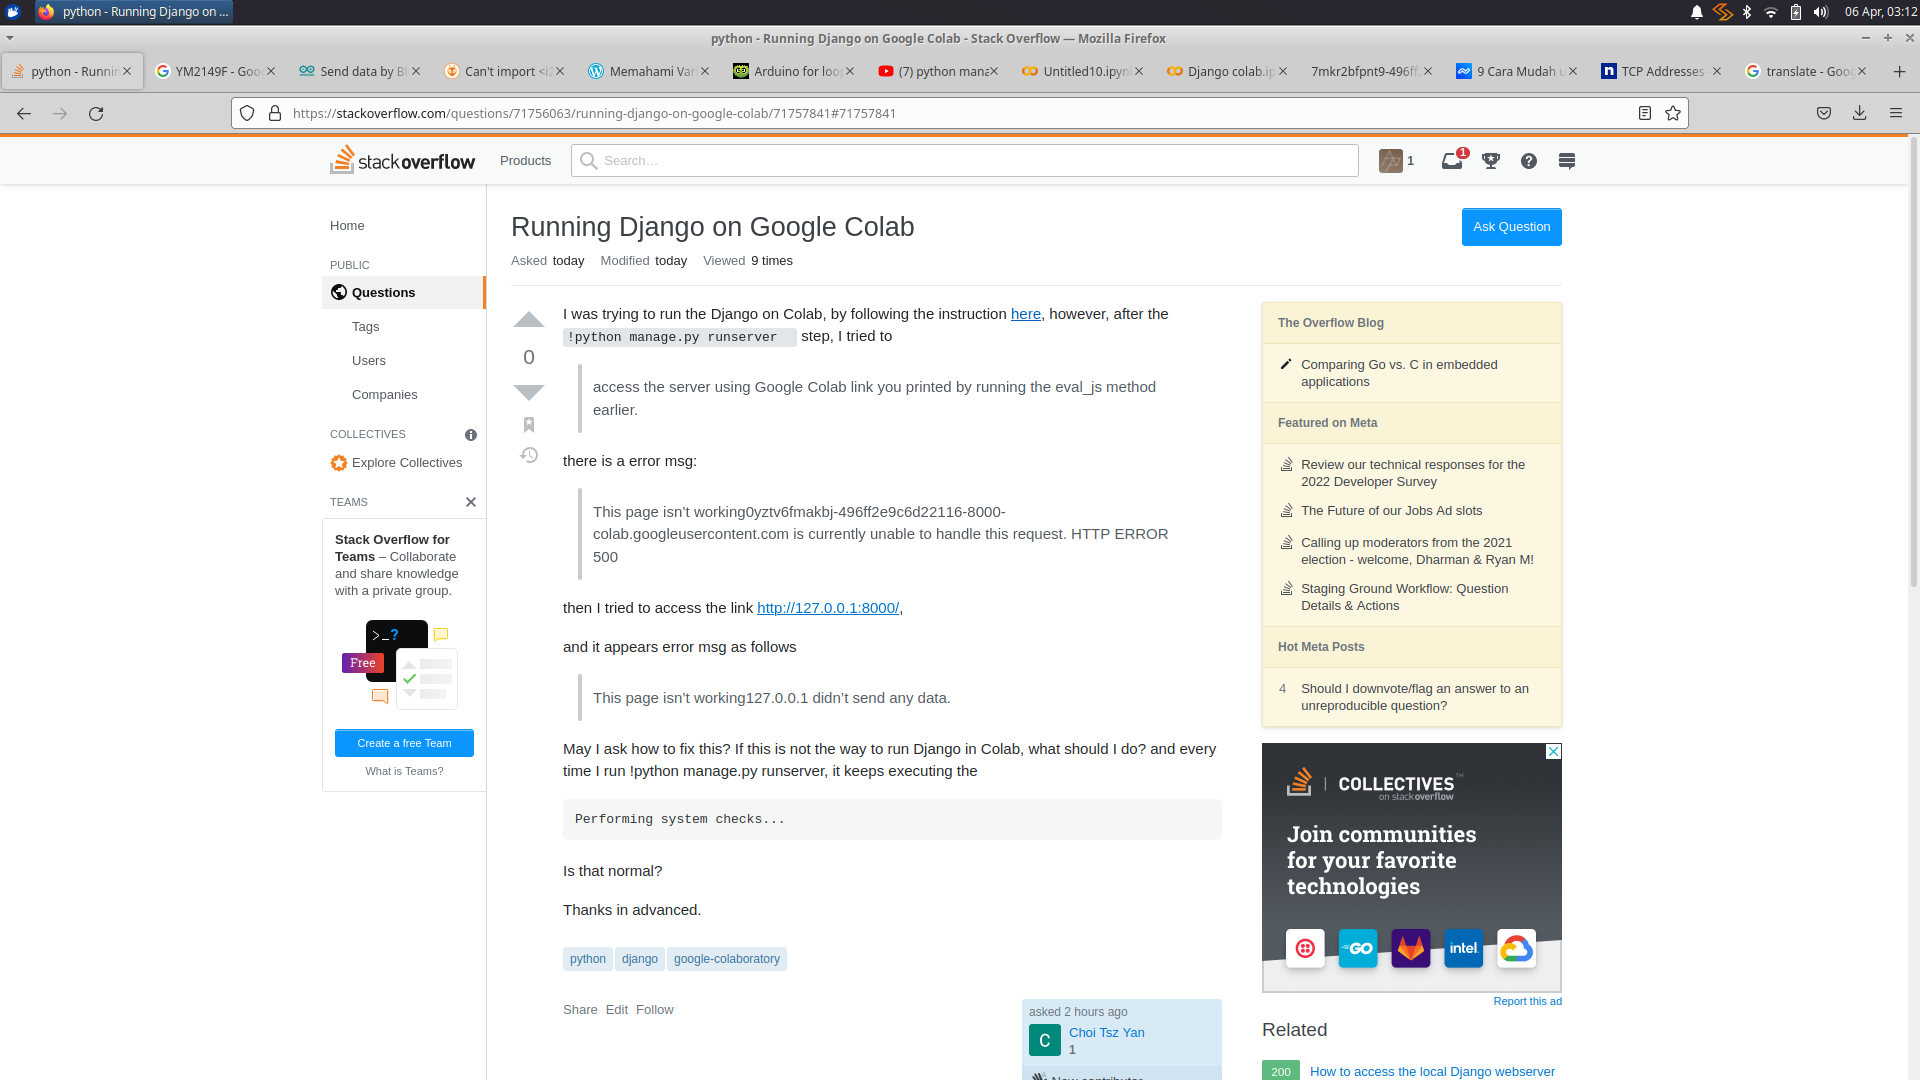 python - Running Django on ...
06 Apr, 03:12
python - Running Django on Google Colab - Stack Overflow — Mozilla Firefox
python - Runnin
YM2149F - Goo
Send data by Bl
Can't import <i2
Memahami Var
Arduino for loop
(7) python mana
Untitled10.ipyn
Django colab.ip
7mkr2bfpnt9-496ff
9 Cara Mudah u
TCP Addresses -
translate - Goog
https://stackoverflow.com/questions/71756063/running-django-on-google-colab/71757841#71757841
stackoverflow
Products
Search...
1
1
Home
PUBLIC
Questions
Tags
Users
Companies
COLLECTIVES
Explore Collectives
TEAMS
Stack Overflow for
Teams – Collaborate
and share knowledge
with a private group.
>_?
Free
Create a free Team
What is Teams?
Running Django on Google Colab
Ask Question
Asked today Modified today Viewed 9 times
0
I was trying to run the Django on Colab, by following the instruction here, however, after the
!python manage.py runserver step, I tried to
access the server using Google Colab link you printed by running the eval_js method
earlier.
there is a error msg:
This page isn’t working0yztv6fmakbj-496ff2e9c6d22116-8000-
colab.googleusercontent.com is currently unable to handle this request. HTTP ERROR
500
then I tried to access the link http://127.0.0.1:8000/,
and it appears error msg as follows
This page isn’t working127.0.0.1 didn’t send any data.
May I ask how to fix this? If this is not the way to run Django in Colab, what should I do? and every
time I run !python manage.py runserver, it keeps executing the
Performing system checks...
Is that normal?
Thanks in advanced.
python django google-colaboratory
Share Edit Follow
asked 2 hours ago
C
Choi Tsz Yan
1
New contributor
The Overflow Blog
Comparing Go vs. C in embedded
applications
Featured on Meta
Review our technical responses for the
2022 Developer Survey
The Future of our Jobs Ad slots
Calling up moderators from the 2021
election - welcome, Dharman & Ryan M!
Staging Ground Workflow: Question
Details & Actions
Hot Meta Posts
4 Should I downvote/flag an answer to an
unreproducible question?
COLLECTIVES™
on stackoverflow
Join communities
for your favorite
technologies
GO
intel
Report this ad
Related
200 How to access the local Django webserver